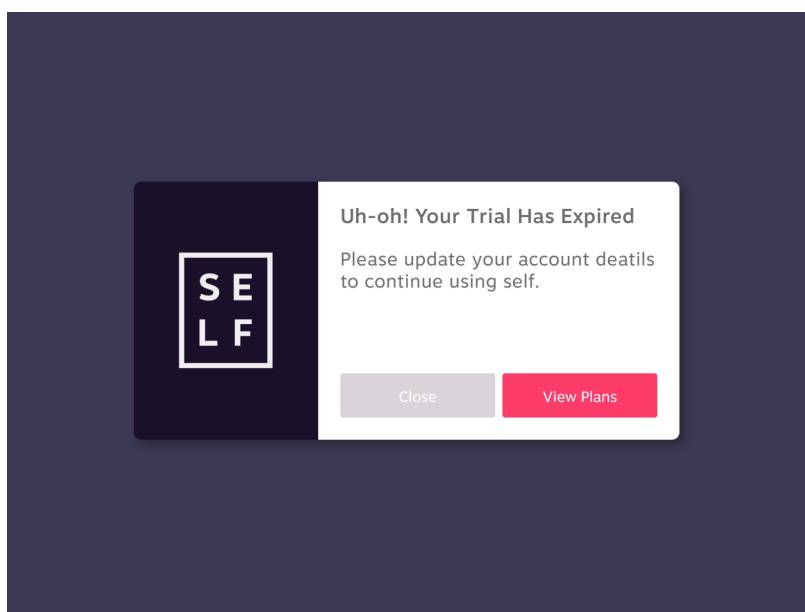 S E
L F
Uh-oh! Your Trial Has Expired
Please update your account deatils
to continue using self.
Close
View Plans